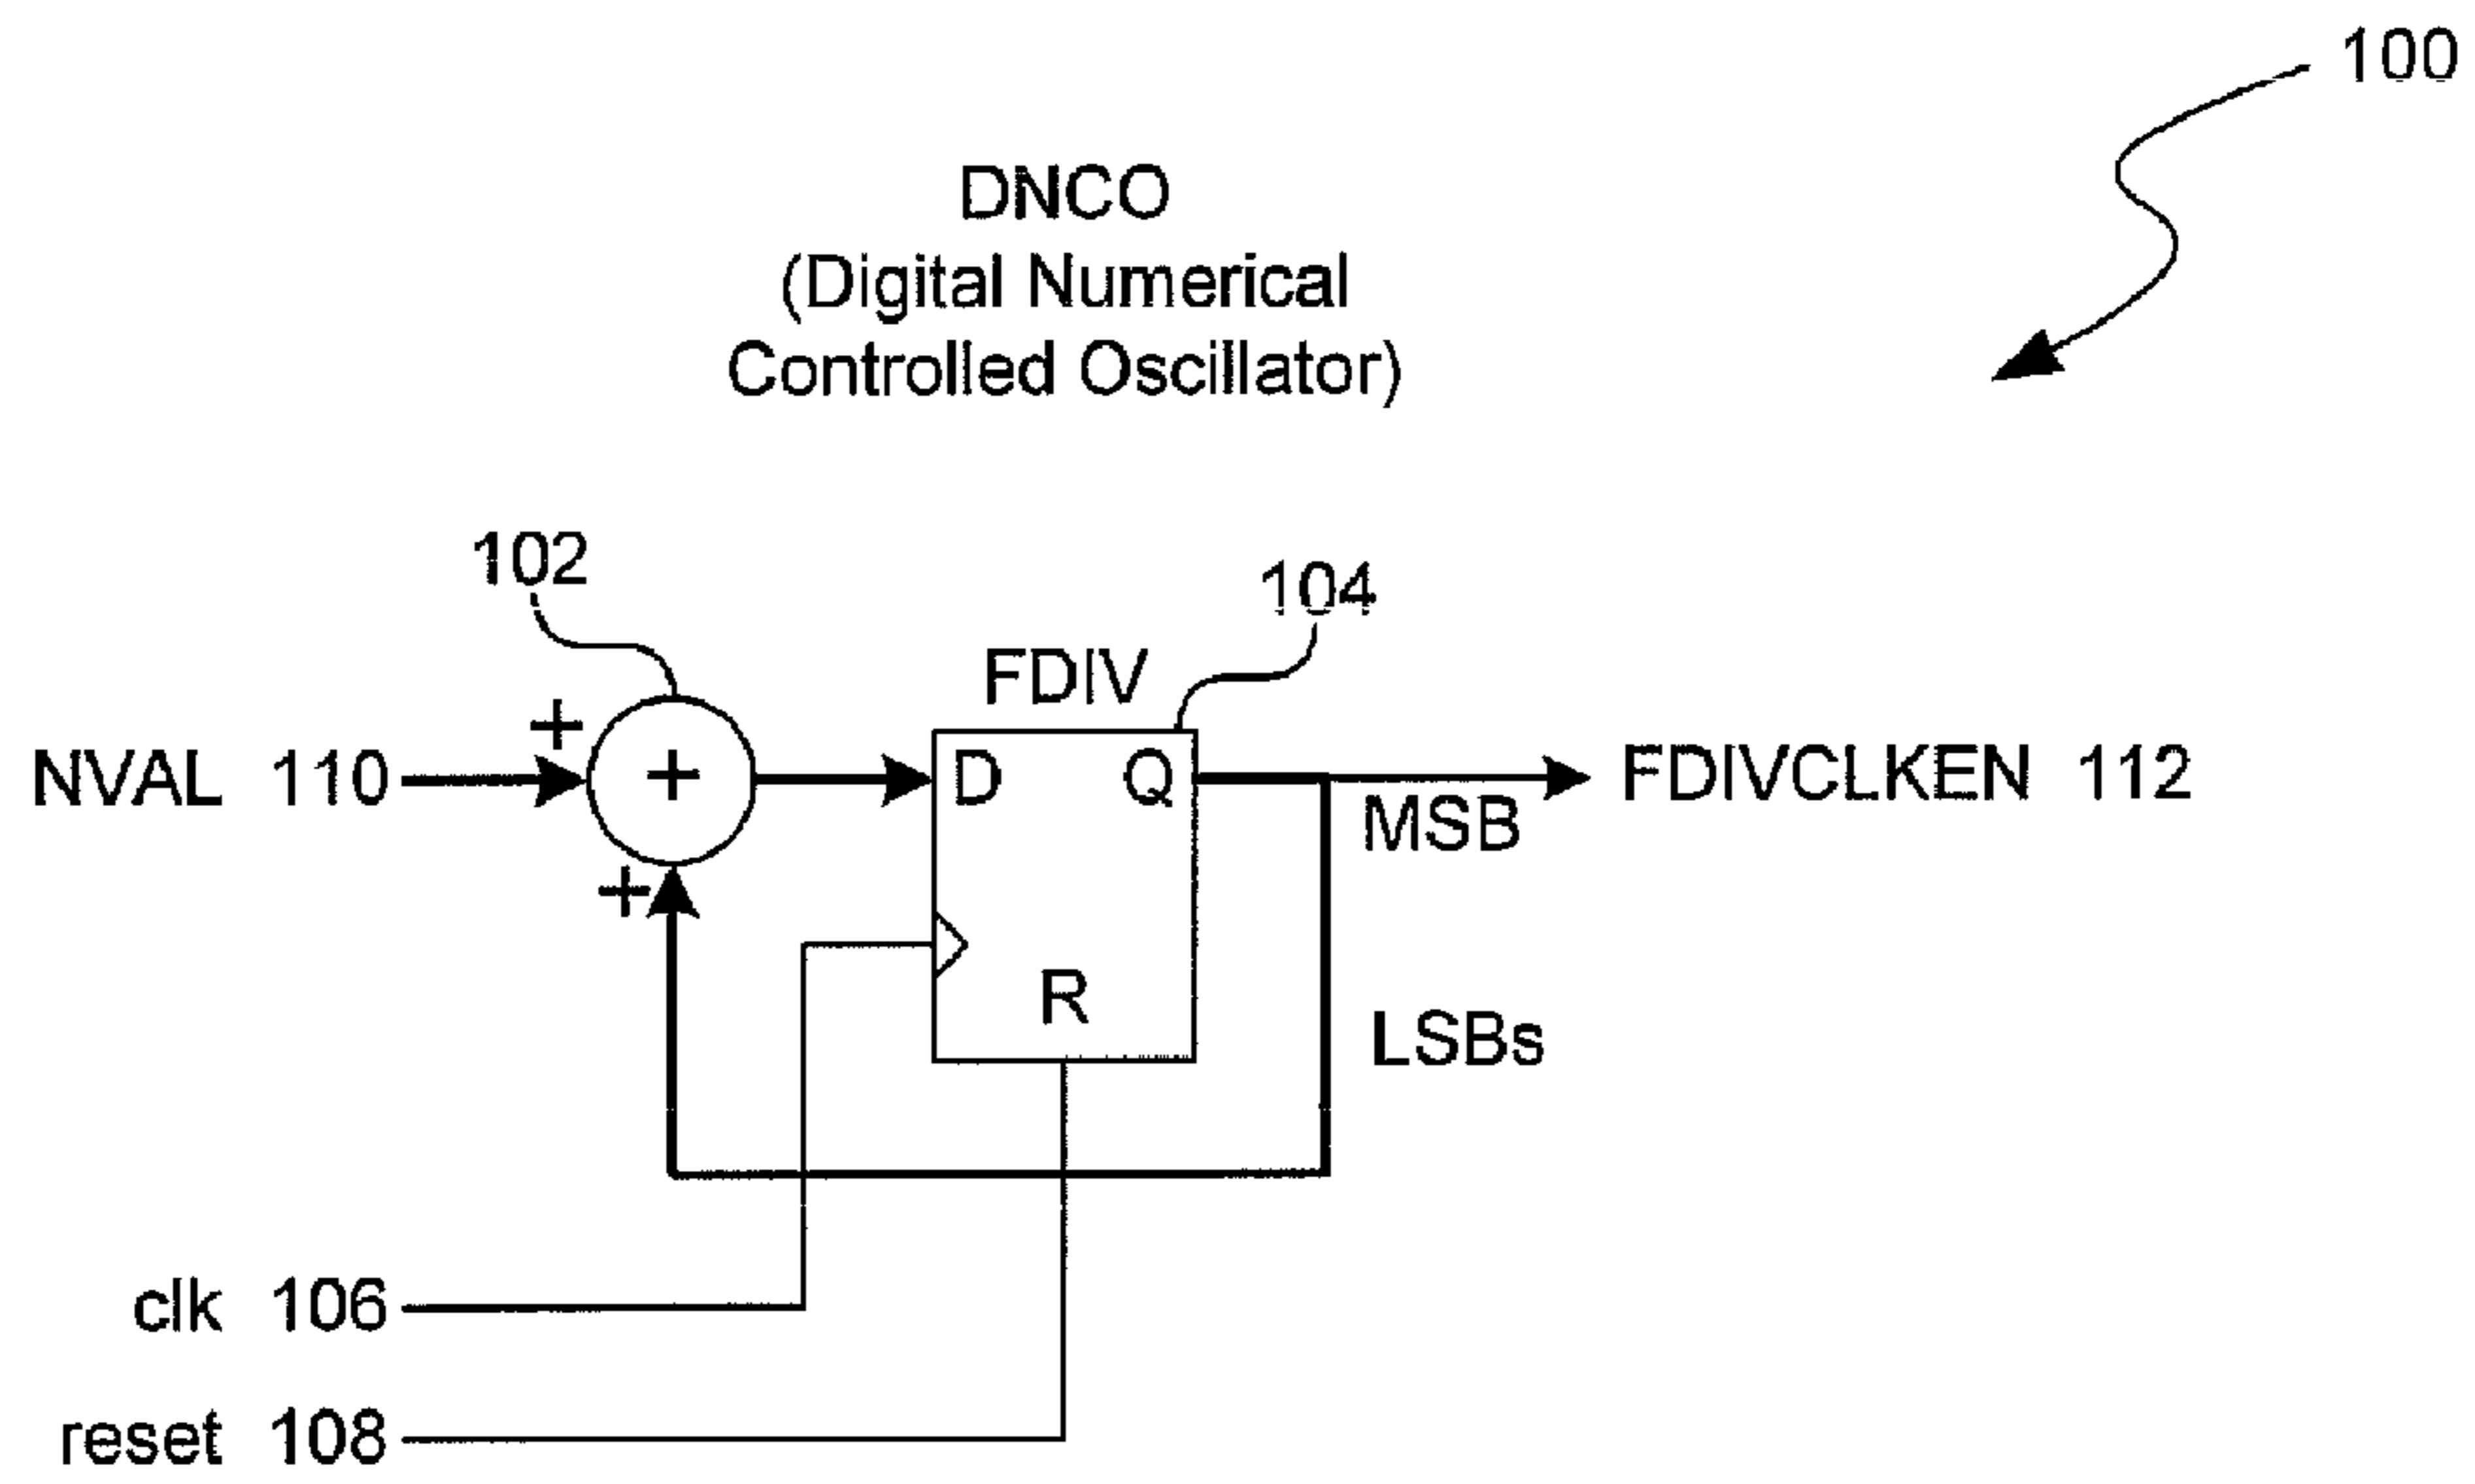 100
DNCO
(Digital Numerical
Controlled Oscillator)
102
104
FDIV
+
NVAL 110
+
D
Q
FDIVCLKEN 112
MSB
+
R
LSBs
clk 106
reset 108